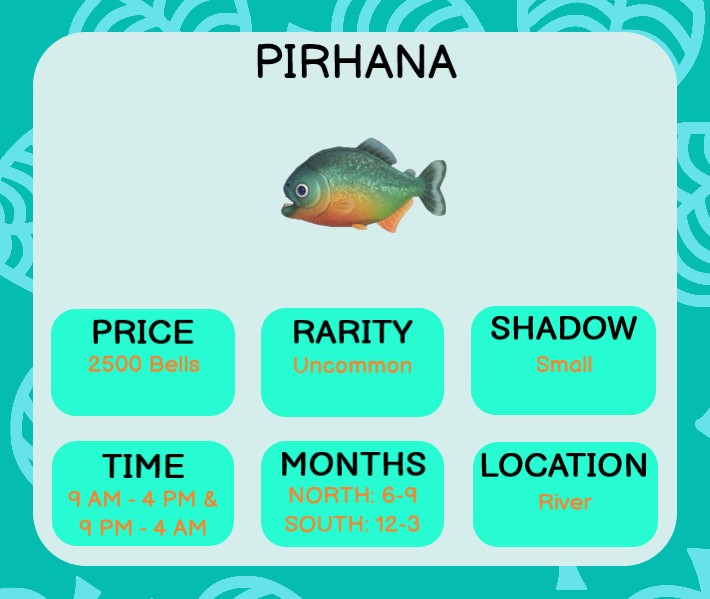 PIRHANA
PRICE
2500 Bells
RARITY
Uncommon
SHADOW
Small
TIME
9 AM - 4 PM &
9 PM - 4 AM
MONTHS
NORTH: 6-9
SOUTH: 12-3
LOCATION
River